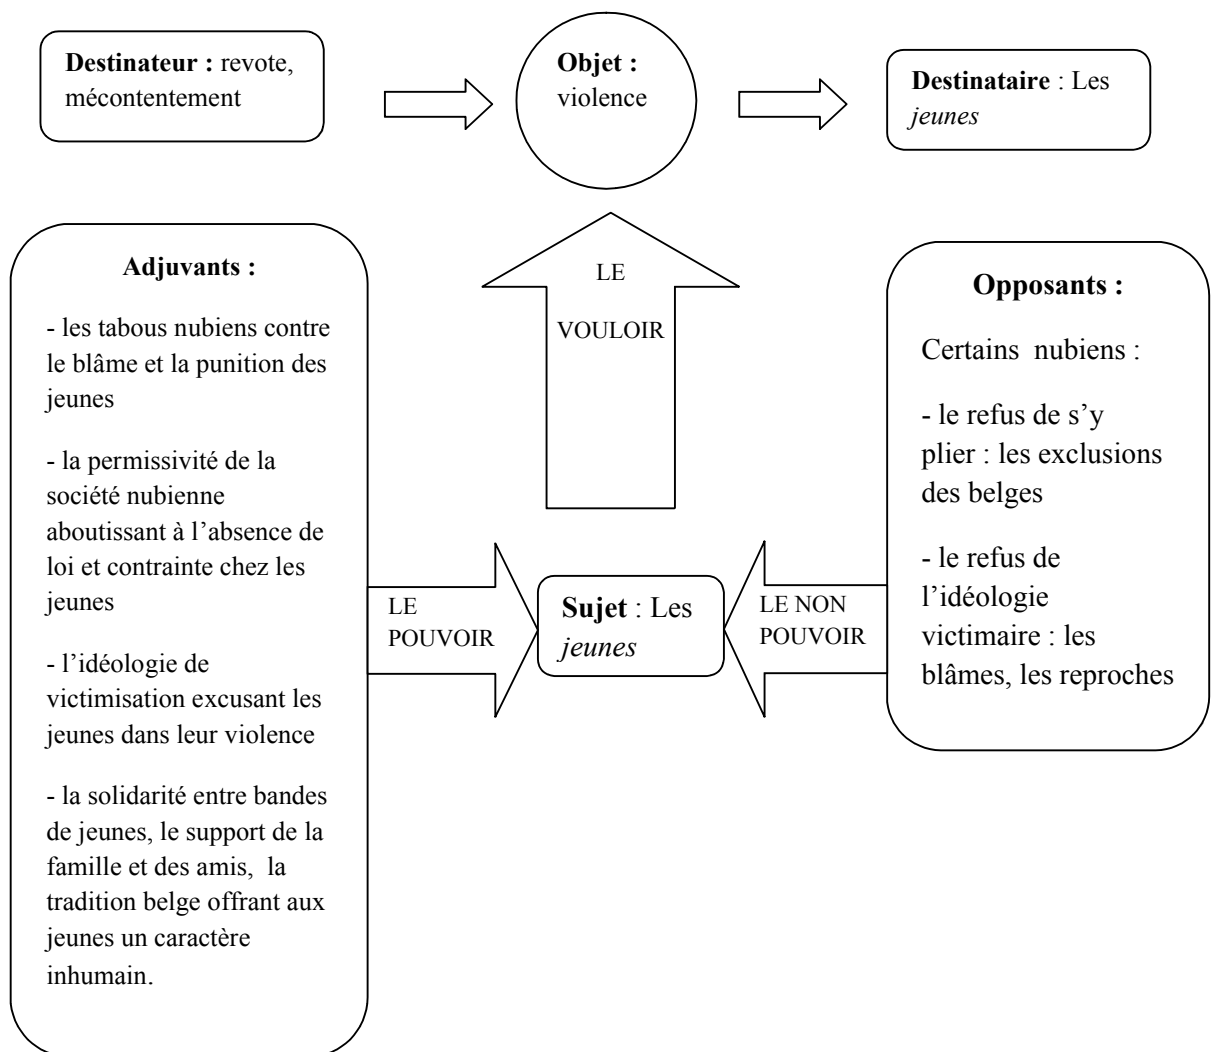 Destinateur : revote,
mécontentement
Objet :
violence
Destinataire : Les
jeunes
Adjuvants :
- les tabous nubiens contre
le blâme et la punition des
jeunes
- la permissivité de la
société nubienne
aboutissant à l’absence de
loi et contrainte chez les
jeunes
- l’idéologie de
victimisation excusant les
jeunes dans leur violence
- la solidarité entre bandes
de jeunes, le support de la
famille et des amis, la
tradition belge offrant aux
jeunes un caractère
inhumain.
LE
VOULOIR
LE
POUVOIR
Sujet : Les
jeunes
LE NON
POUVOIR
Opposants :
Certains nubiens :
- le refus de s’y
plier : les exclusions
des belges
- le refus de
l’idéologie
victimaire : les
blâmes, les reproches